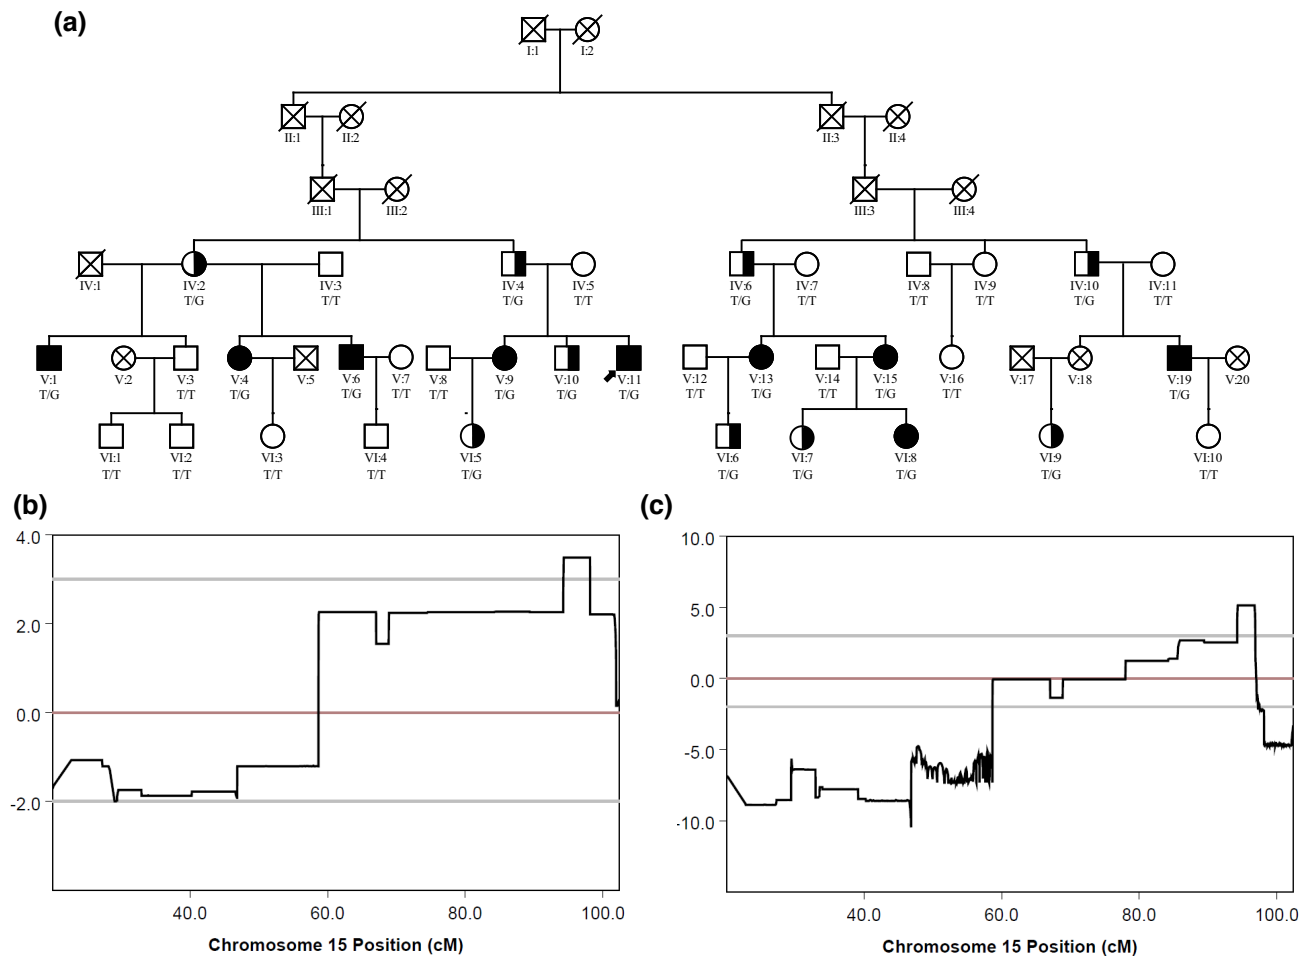 (a)
I:1 I:2
II:1 II:2 II:3 II:4
III:1 III:2 III:3 III:4
IV:1 IV:2 IV:3 IV:4 IV:5 IV:6 IV:7 IV:8 IV:9 IV:10 IV:11
T/G T/T T/G T/T T/G T/T T/T T/T T/G T/T
V:1 V:2 V:3 V:4 V:5 V:6 V:7 V:8 V:9 V:10 V:11 V:12 V:13 V:14 V:15 V:16 V:17 V:18 V:19 V:20
T/G T/T T/G T/G T/T T/T T/G T/G T/G T/T T/G T/T T/G T/T T/G
VI:1 VI:2 VI:3 VI:4 VI:5 VI:6 VI:7 VI:8 VI:9 VI:10
T/T T/T T/T T/T T/G T/G T/G T/G T/G T/T
(b)
4.0
2.0
0.0
-2.0
40.0 60.0 80.0 100.0
Chromosome 15 Position (cM)
(c)
10.0
5.0
0.0
-5.0
-10.0
40.0 60.0 80.0 100.0
Chromosome 15 Position (cM)